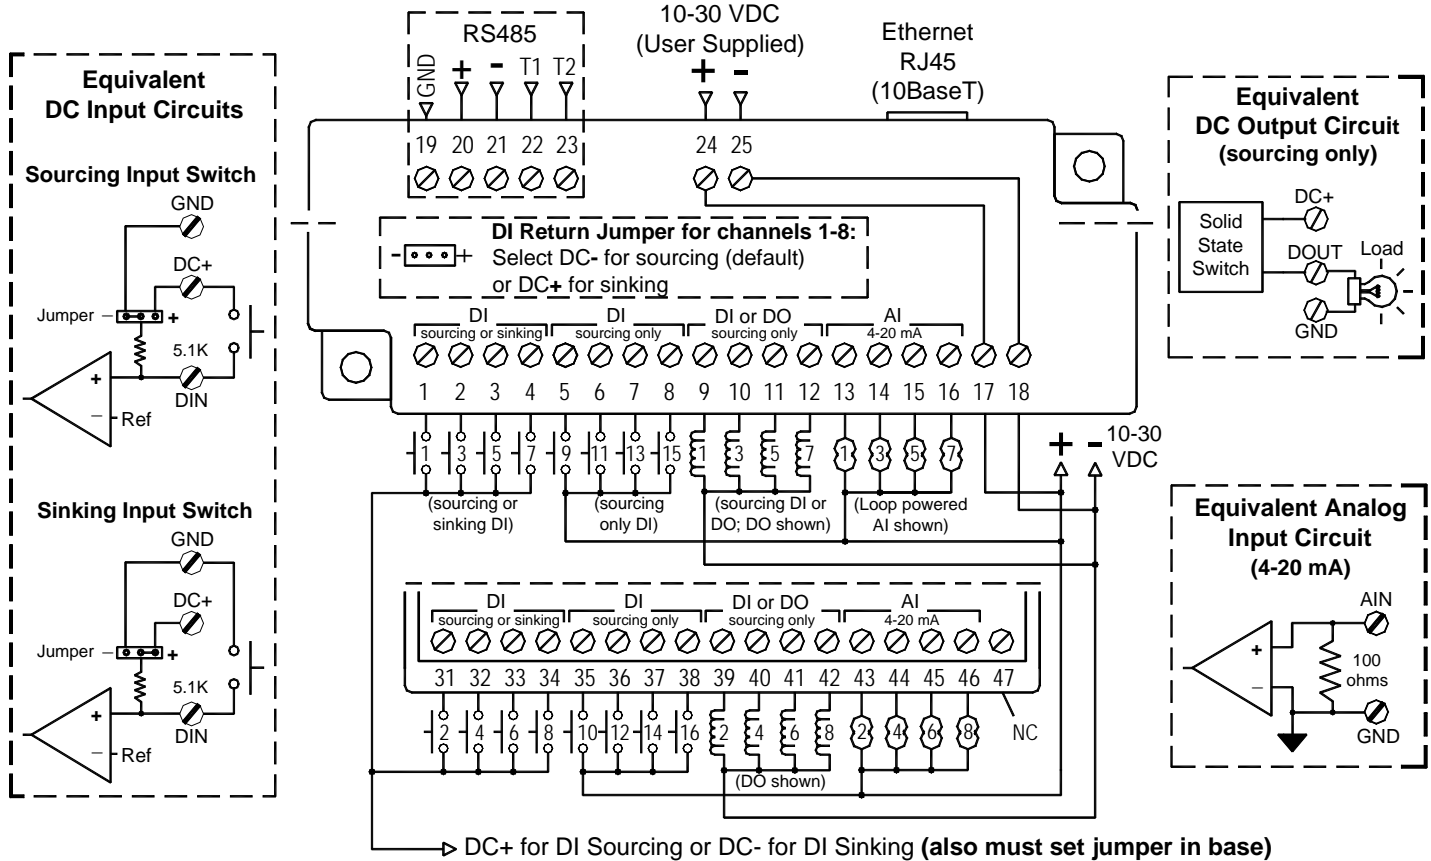 Equivalent
DC Input Circuits
Sourcing Input Switch
GND
DC+
Jumper − +
5.1K
+
DIN
− Ref
Sinking Input Switch
GND
DC+
Jumper − +
5.1K
+
DIN
− Ref
RS485
GND + - T1 T2
19 20 21 22 23
10-30 VDC
(User Supplied)
+ -
24 25
Ethernet
RJ45
(10BaseT)
DI Return Jumper for channels 1-8:
- + Select DC- for sourcing (default)
or DC+ for sinking
DI DI DI or DO AI
sourcing or sinking sourcing only sourcing only 4-20 mA
1 2 3 4 5 6 7 8 9 10 11 12 13 14 15 16 17 18
1 3 5 7 9 11 13 15 1 3 5 7 1 3 5 7
+ - 10-30
VDC
(sourcing or
sinking DI)
(sourcing
only DI)
(sourcing DI or
DO; DO shown)
(Loop powered
AI shown)
DI DI DI or DO AI
sourcing or sinking sourcing only sourcing only 4-20 mA
31 32 33 34 35 36 37 38 39 40 41 42 43 44 45 46 47
2 4 6 8 10 12 14 16 2 4 6 8 2 4 6 8 NC
(DO shown)
DC+ for DI Sourcing or DC- for DI Sinking (also must set jumper in base)
Equivalent
DC Output Circuit
(sourcing only)
Solid
State
Switch
DC+
DOUT
Load
GND
Equivalent Analog
Input Circuit
(4-20 mA)
AIN
+
100
ohms
−
GND